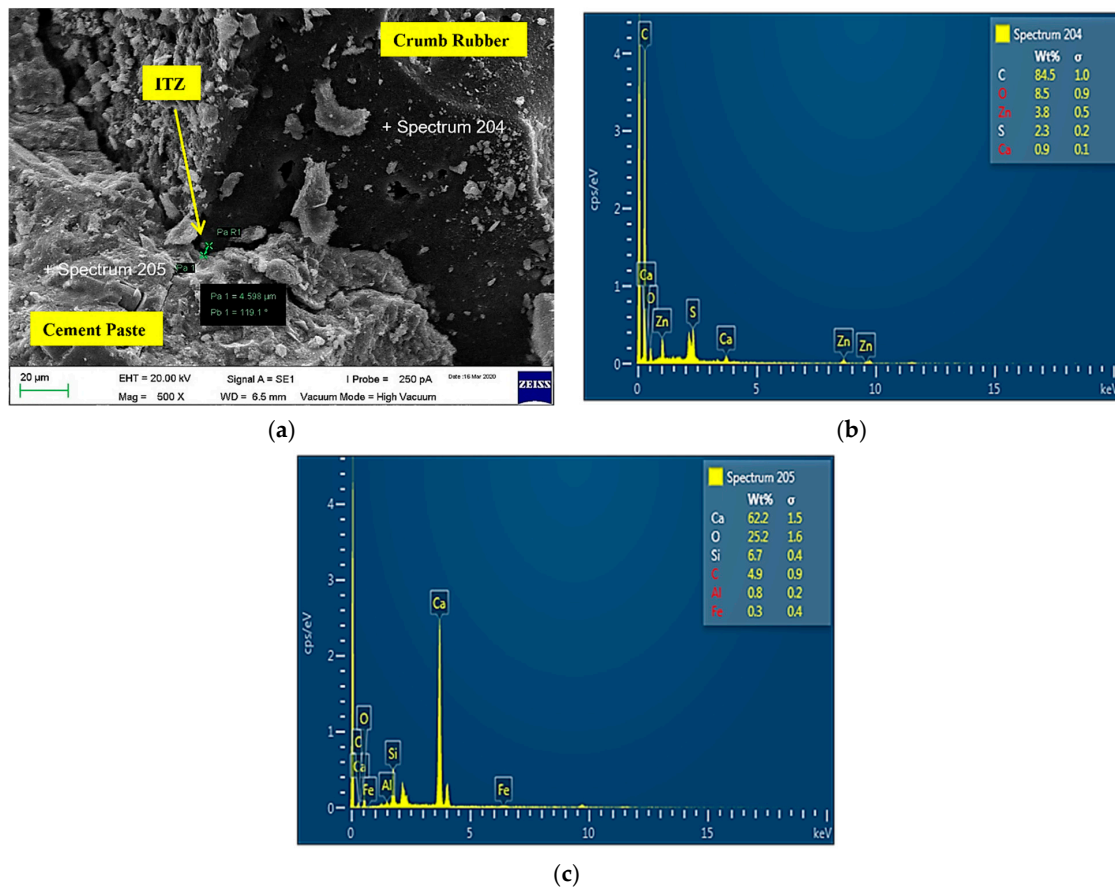 Crumb Rubber
ITZ
+ Spectrum 204
Pa R1
+ Spectrum 205
Pa 1
Pa 1 = 4.598 µm
Pb 1 = 119.1 °
Cement Paste
20 µm
EHT = 20.00 kV Signal A = SE1 I Probe = 250 pA Date :16 Mar 2020
Mag = 500 X WD = 6.5 mm Vacuum Mode = High Vacuum
ZEISS
(a)
Spectrum 204
Wt% σ
C 84.5 1.0
O 8.5 0.9
Zn 3.8 0.5
S 2.3 0.2
Ca 0.9 0.1
C
4
3
2
1
0
cps/eV
Ca
O
Zn
S
Ca
Zn
Zn
0 5 10 15 keV
(b)
Spectrum 205
Wt% σ
Ca 62.2 1.5
O 25.2 1.6
Si 6.7 0.4
C 4.9 0.9
Al 0.8 0.2
Fe 0.3 0.4
4
3
2
1
0
cps/eV
Ca
O
C
Ca
Si
Fe
Al
Fe
0 5 10 15 keV
(c)